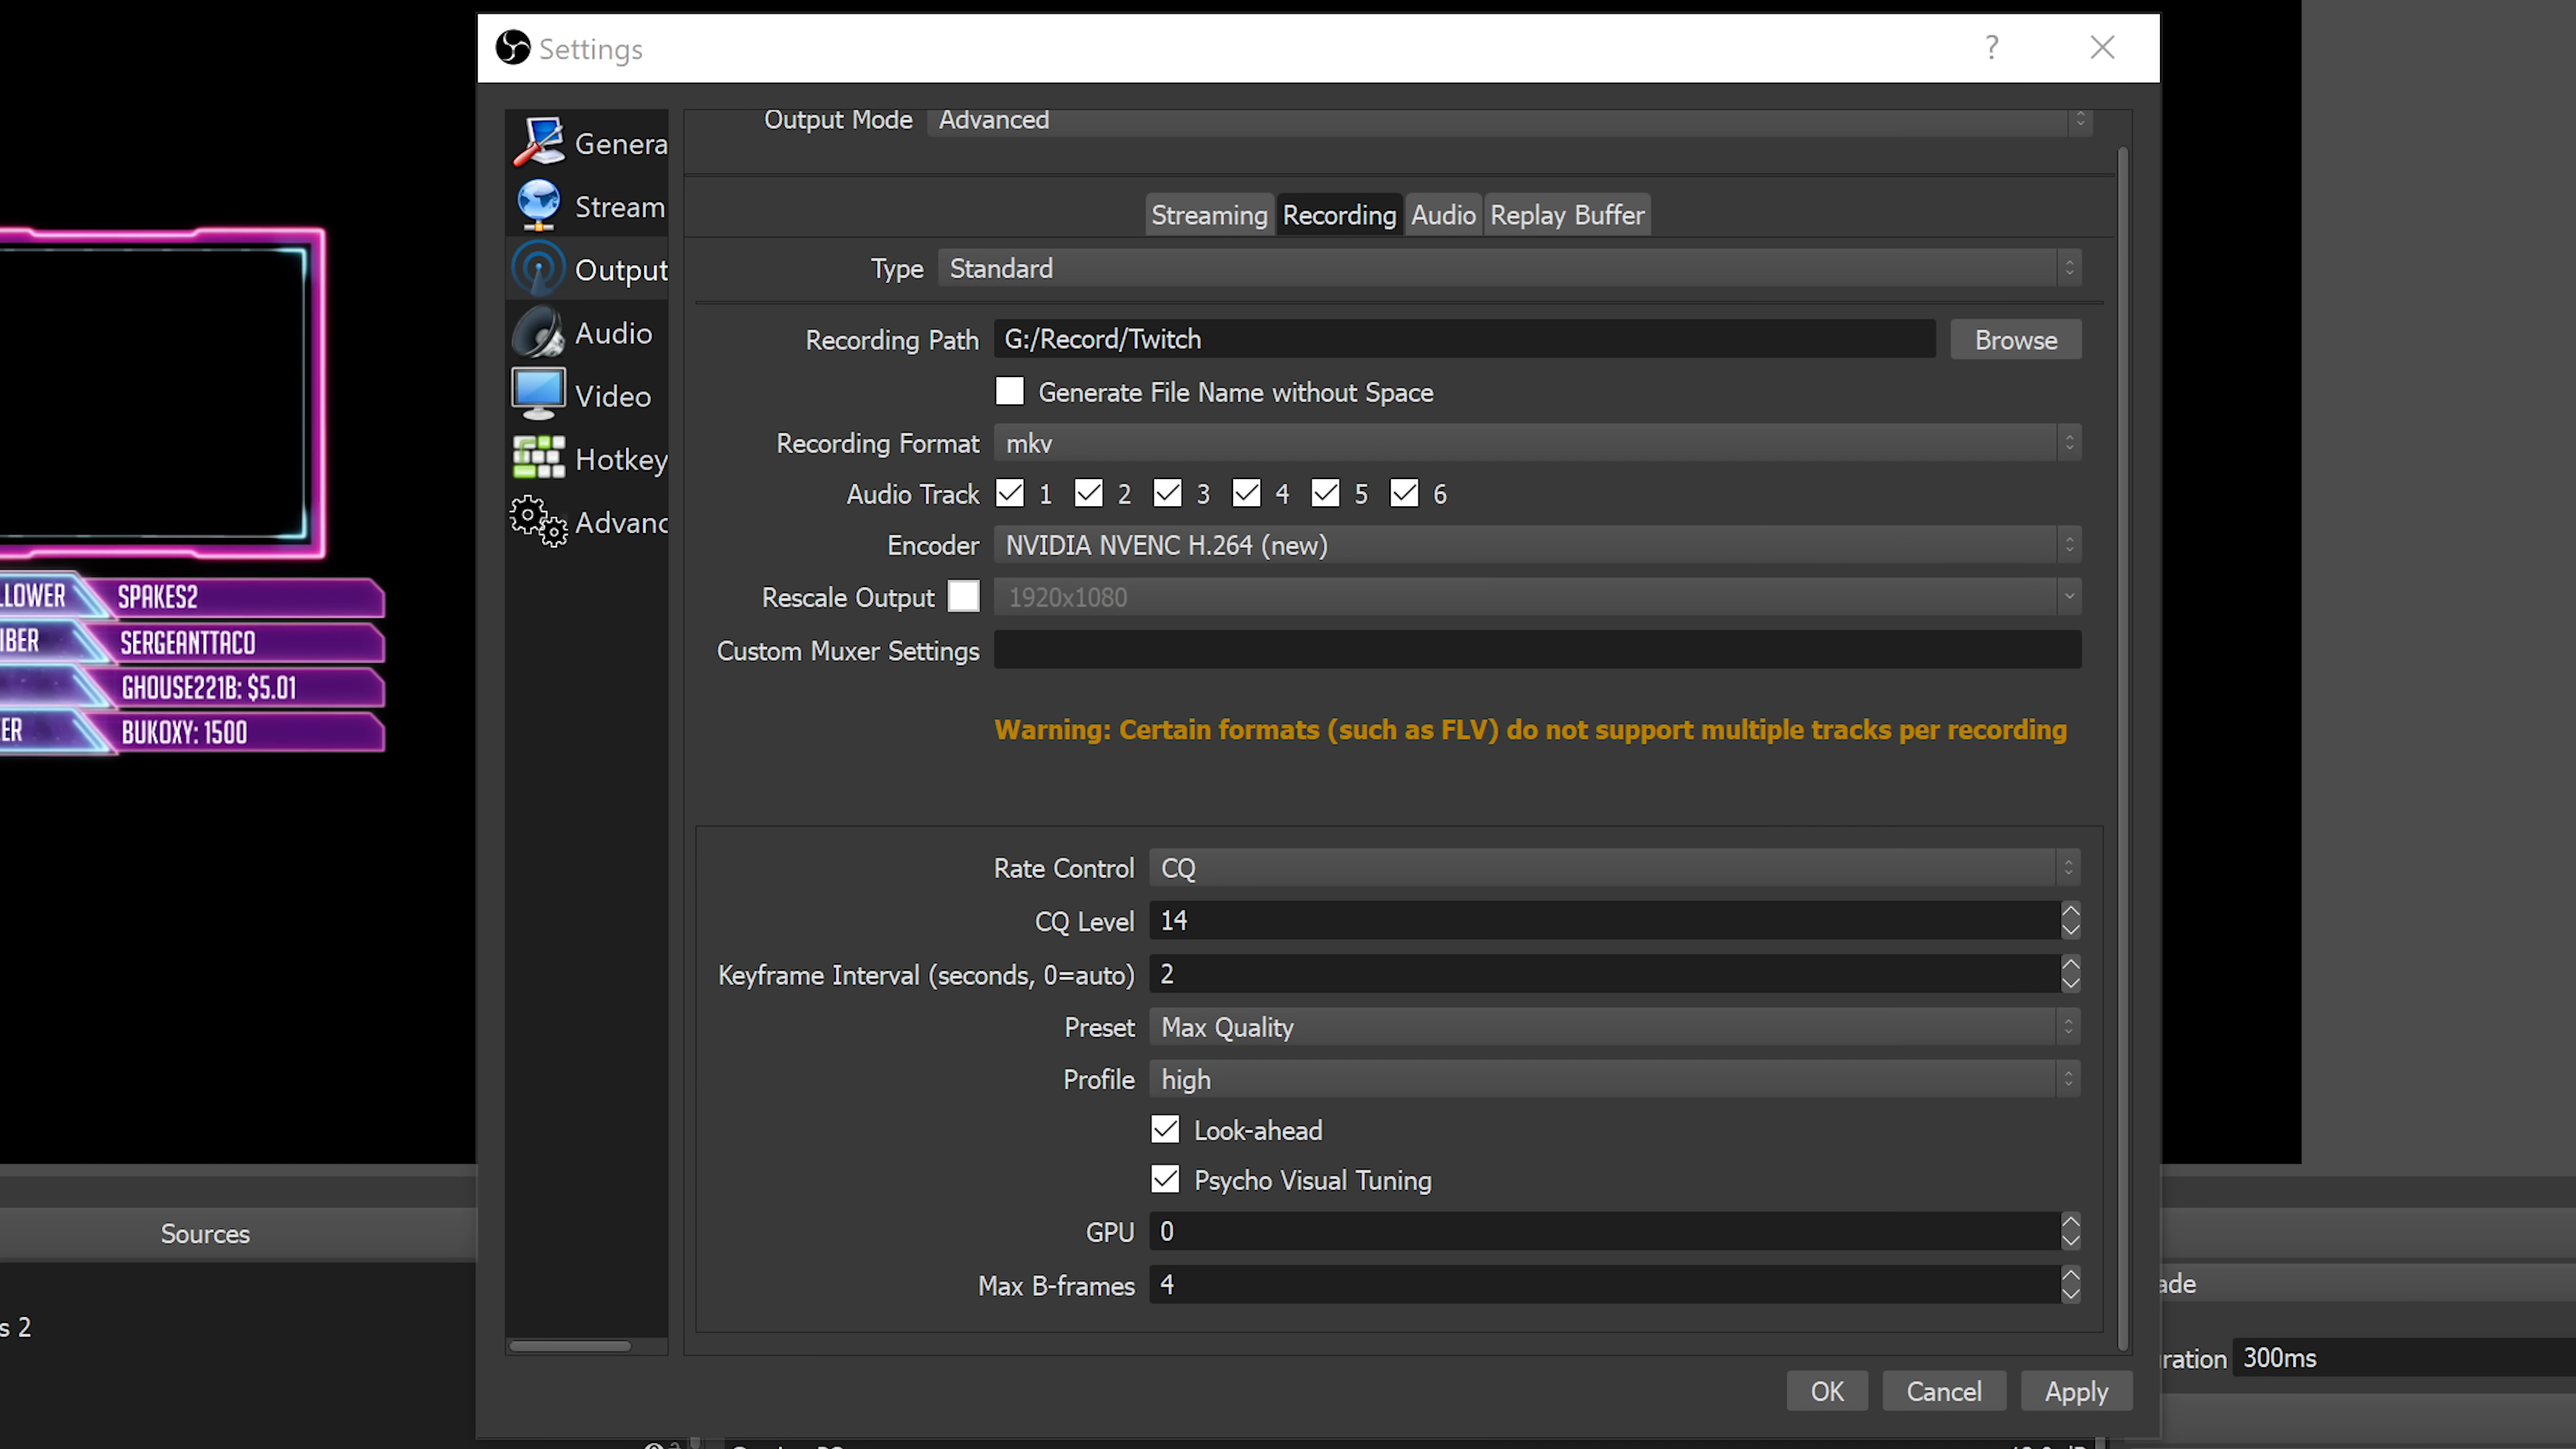 Settings
?
General
Stream
Output
Audio
Video
Hotkey
Advanc
Output Mode Advanced
Streaming Recording Audio Replay Buffer
Type Standard
Recording Path G:/Record/Twitch Browse
Generate File Name without Space
Recording Format mkv
Audio Track 1 2 3 4 5 6
Encoder NVIDIA NVENC H.264 (new)
Rescale Output 1920x1080
Custom Muxer Settings
Warning: Certain formats (such as FLV) do not support multiple tracks per recording
Rate Control CQ
CQ Level 14
Keyframe Interval (seconds, 0=auto) 2
Preset Max Quality
Profile high
Look-ahead
Psycho Visual Tuning
GPU 0
Max B-frames 4
OK Cancel Apply
LLOWER SPAKES2
IBER SERGEANTTACO
GHOUSE221B: $5.01
ER BUKOXY: 1500
Sources
s 2
ade
ration 300ms